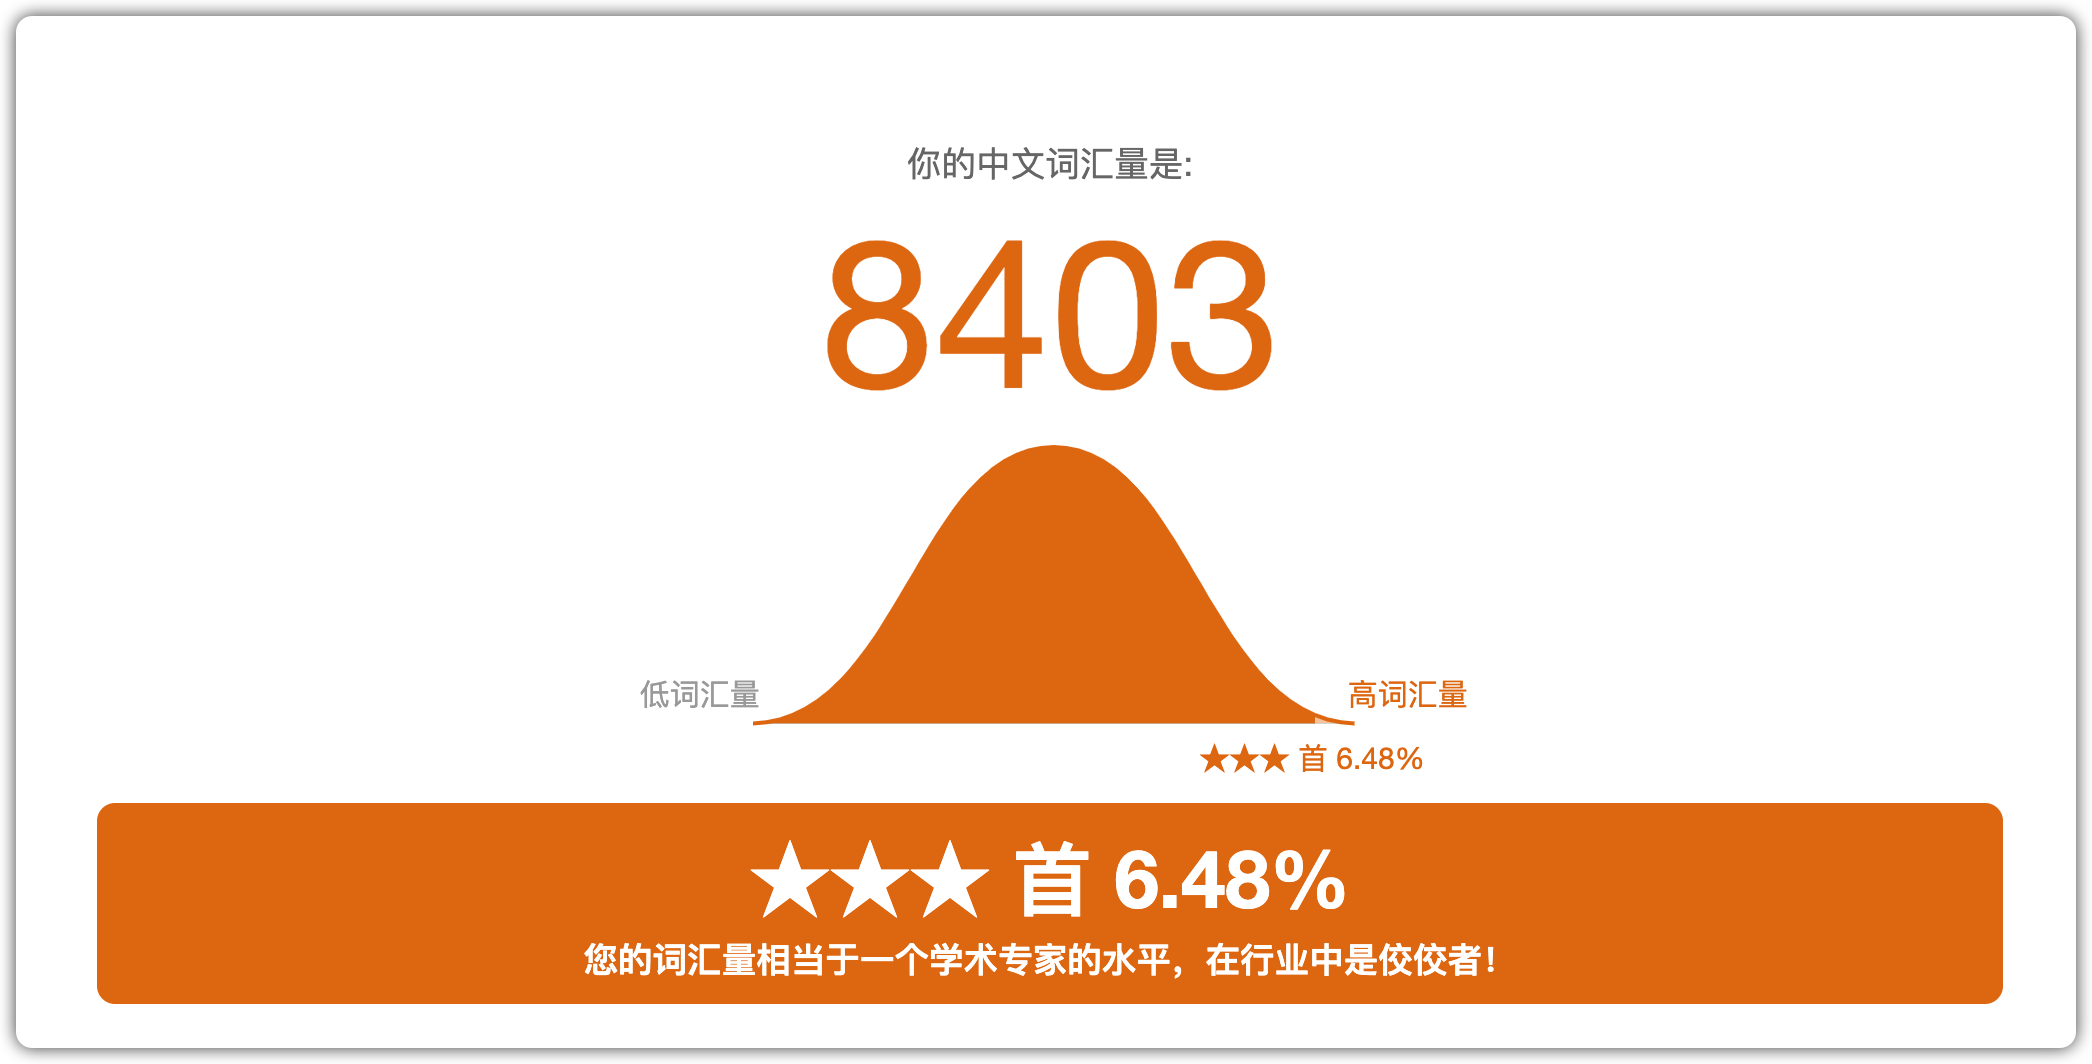 你的中文词汇量是:
8403
低词汇量
高词汇量
★★★ 首 6.48%
★★★ 首 6.48%
您的词汇量相当于一个学术专家的水平，在行业中是佼佼者！